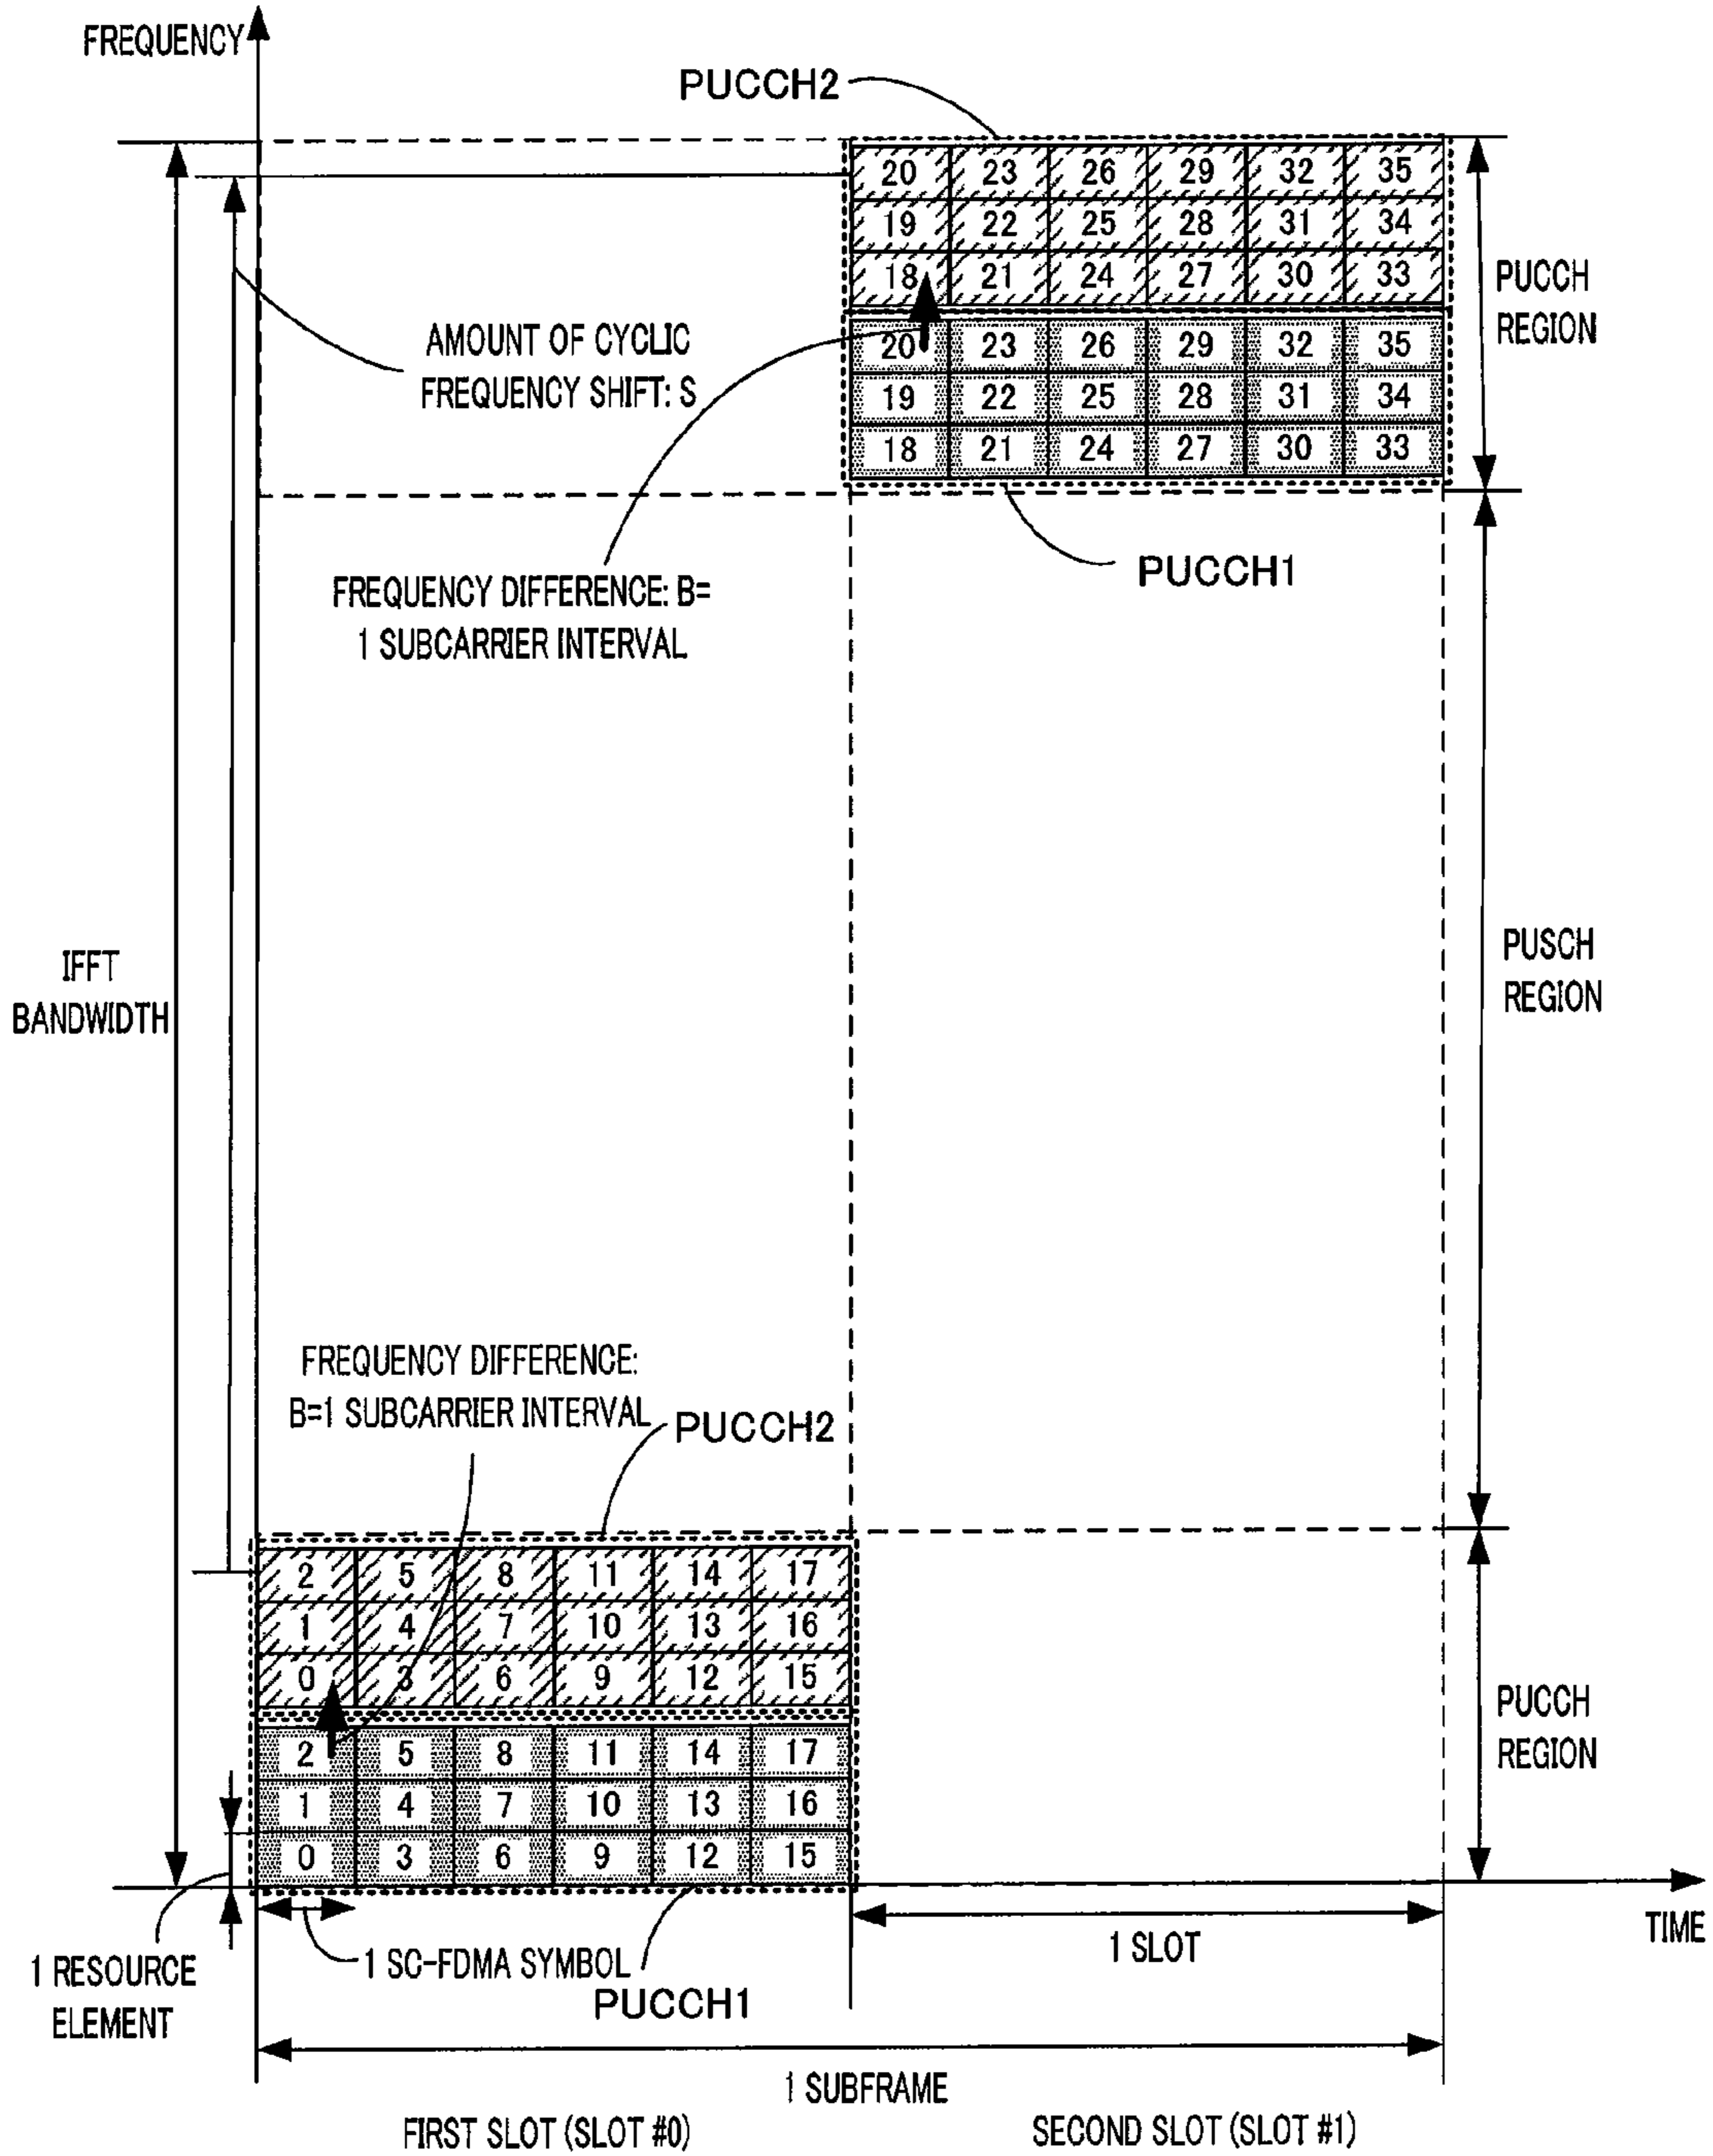 FREQUENCY
PUCCH2
20 23 26 29 32 35
19 22 25 28 31 34
18 21 24 27 30 33
20 23 26 29 32 35
19 22 25 28 31 34
18 21 24 27 30 33
PUCCH
REGION
AMOUNT OF CYCLIC
FREQUENCY SHIFT: S
PUCCH1
FREQUENCY DIFFERENCE: B=
1 SUBCARRIER INTERVAL
IFFT
BANDWIDTH
PUSCH
REGION
FREQUENCY DIFFERENCE:
B=1 SUBCARRIER INTERVAL
PUCCH2
2 5 8 11 14 17
1 4 7 10 13 16
0 3 6 9 12 15
2 5 8 11 14 17
1 4 7 10 13 16
0 3 6 9 12 15
PUCCH
REGION
TIME
1 RESOURCE
ELEMENT
1 SC-FDMA SYMBOL
PUCCH1
1 SLOT
1 SUBFRAME
FIRST SLOT (SLOT #0)
SECOND SLOT (SLOT #1)